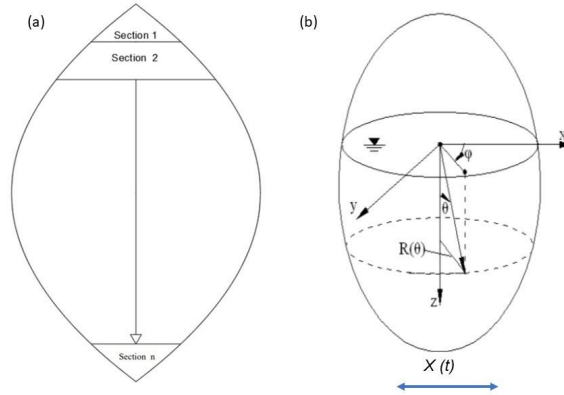 (a)
Section 1
Section 2
Section n
(b)
X
φ
y
θ
R(θ)
z
X (t)